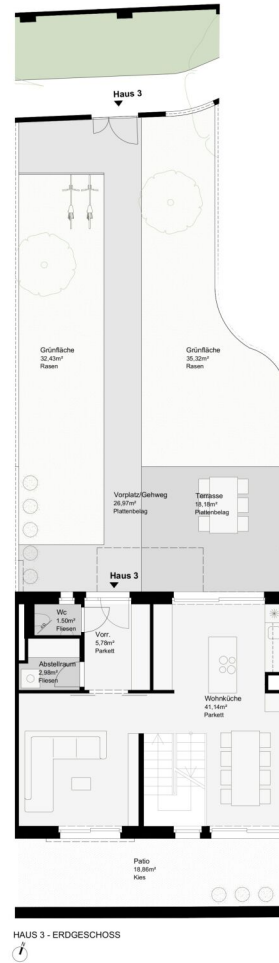 Haus 3
Grünfläche
32,43m²
Rasen
Grünfläche
35,32m²
Rasen
Vorplatz/Gehweg
26,97m²
Plattenbelag
Terrasse
18,18m²
Plattenbelag
Haus 3
Wc
1.50m²
Fliesen
Vorr.
5,78m²
Parkett
Abstellraum
2,98m²
Fliesen
Wohnküche
41,14m²
Parkett
Patio
18,86m²
Kies
HAUS 3 - ERDGESCHOSS
N